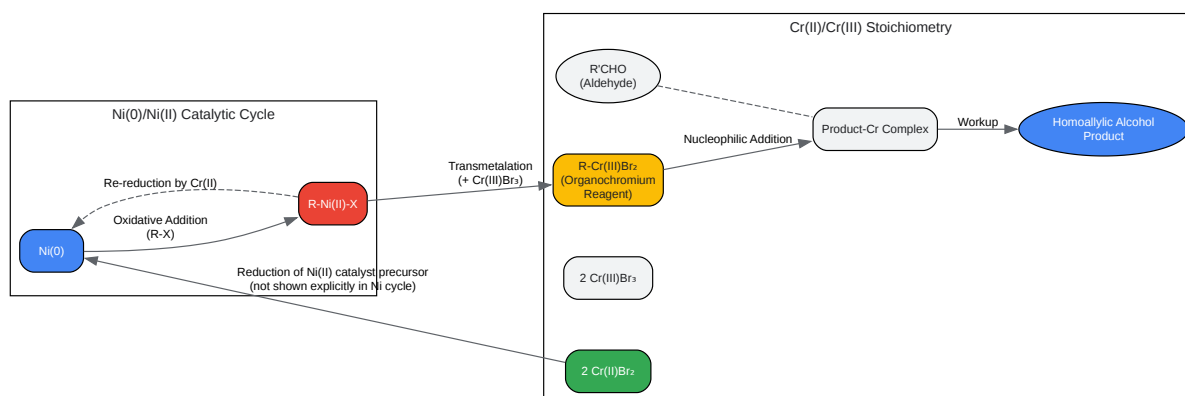 Cr(II)/Cr(III) Stoichiometry
R'CHO
(Aldehyde)
Ni(0)/Ni(II) Catalytic Cycle
Product-Cr Complex
Workup
Homoallylic Alcohol
Product
Nucleophilic Addition
Transmetalation
(+ Cr(III)Br₃)
R-Cr(III)Br₂
(Organochromium
Reagent)
Re-reduction by Cr(II)
R-Ni(II)-X
Oxidative Addition
(R-X)
Ni(0)
Reduction of Ni(II) catalyst precursor
(not shown explicitly in Ni cycle)
2 Cr(III)Br₃
2 Cr(II)Br₂